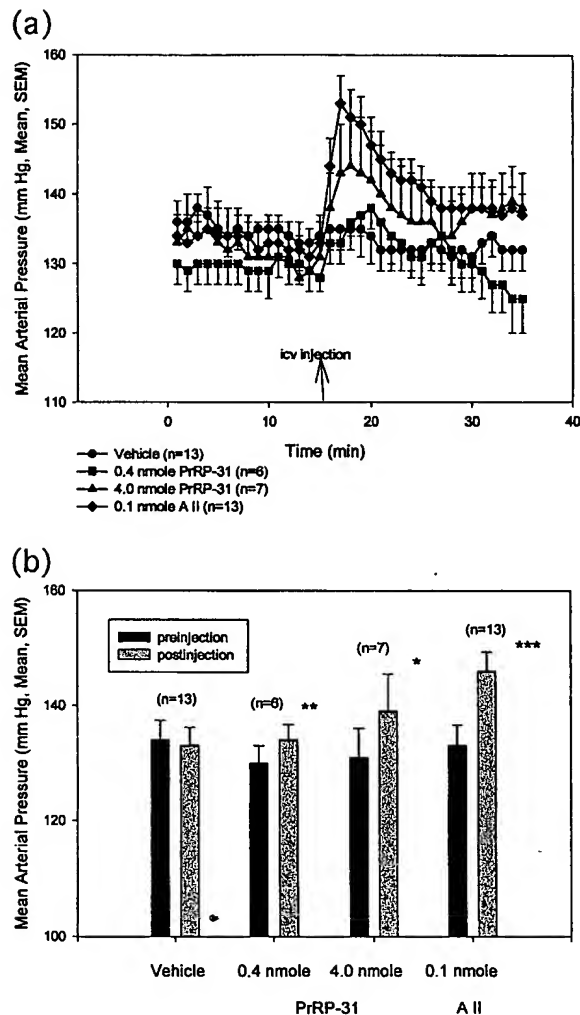 (a)
160
150
140
130
120
110
Mean Arterial Pressure (mm Hg, Mean, SEM)
icv injection
0
10
20
30
40
Time (min)
Vehicle (n=13)
0.4 nmole PrRP-31 (n=6)
4.0 nmole PrRP-31 (n=7)
0.1 nmole A II (n=13)
(b)
160
140
120
100
Mean Arterial Pressure (mm Hg, Mean, SEM)
preinjection
postinjection
(n=13)
(n=6)
**
(n=7)
*
(n=13)
***
Vehicle
0.4 nmole
4.0 nmole
0.1 nmole
PrRP-31
A II